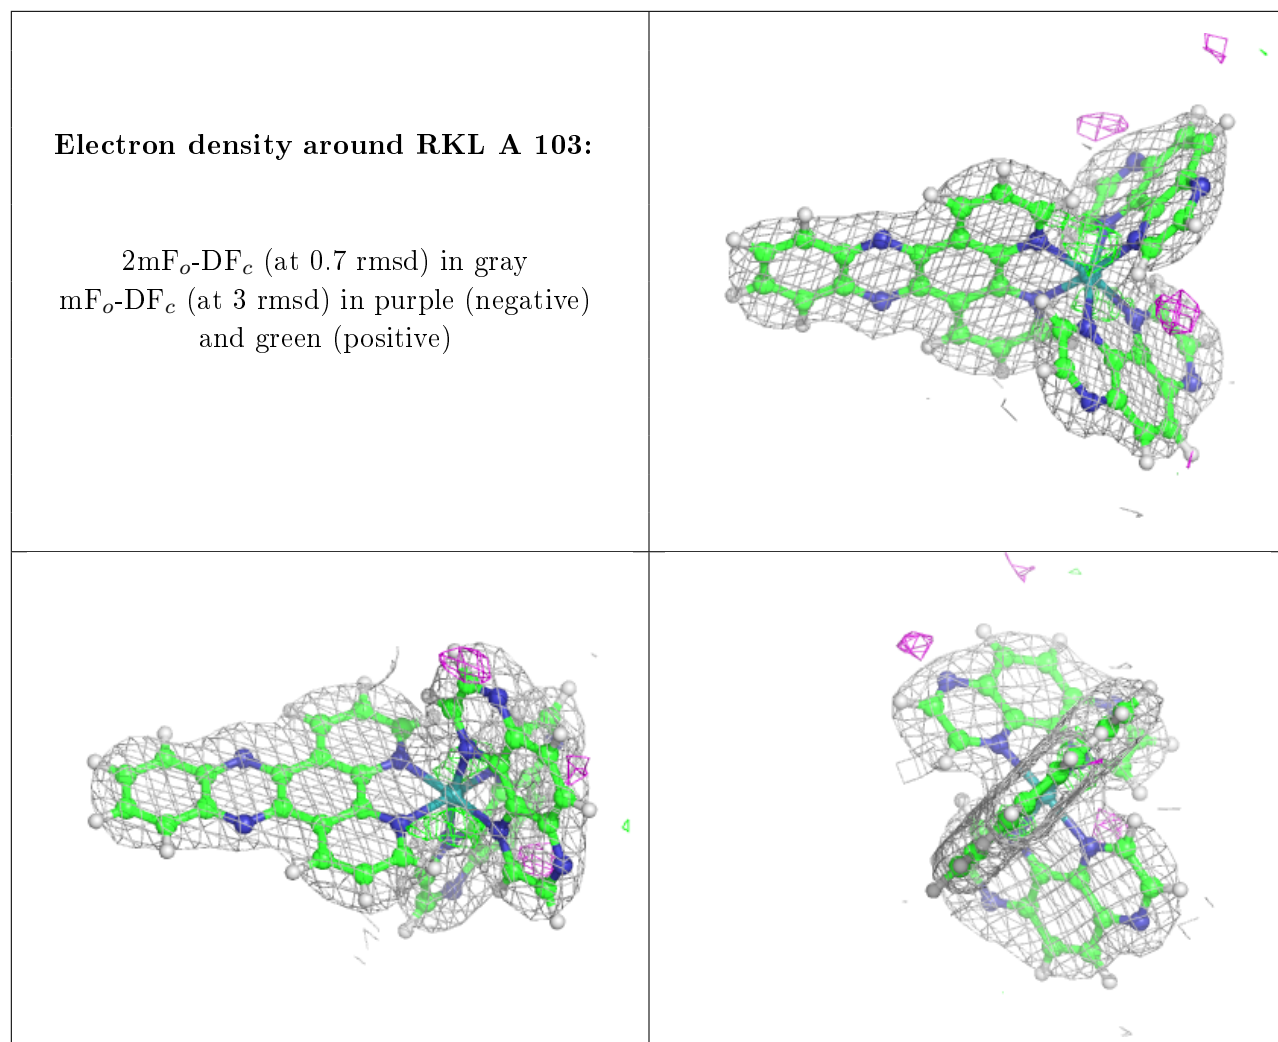 Electron density around RKL A 103:
2mFₒ-DF𝒸 (at 0.7 rmsd) in gray
mFₒ-DF𝒸 (at 3 rmsd) in purple (negative)
and green (positive)